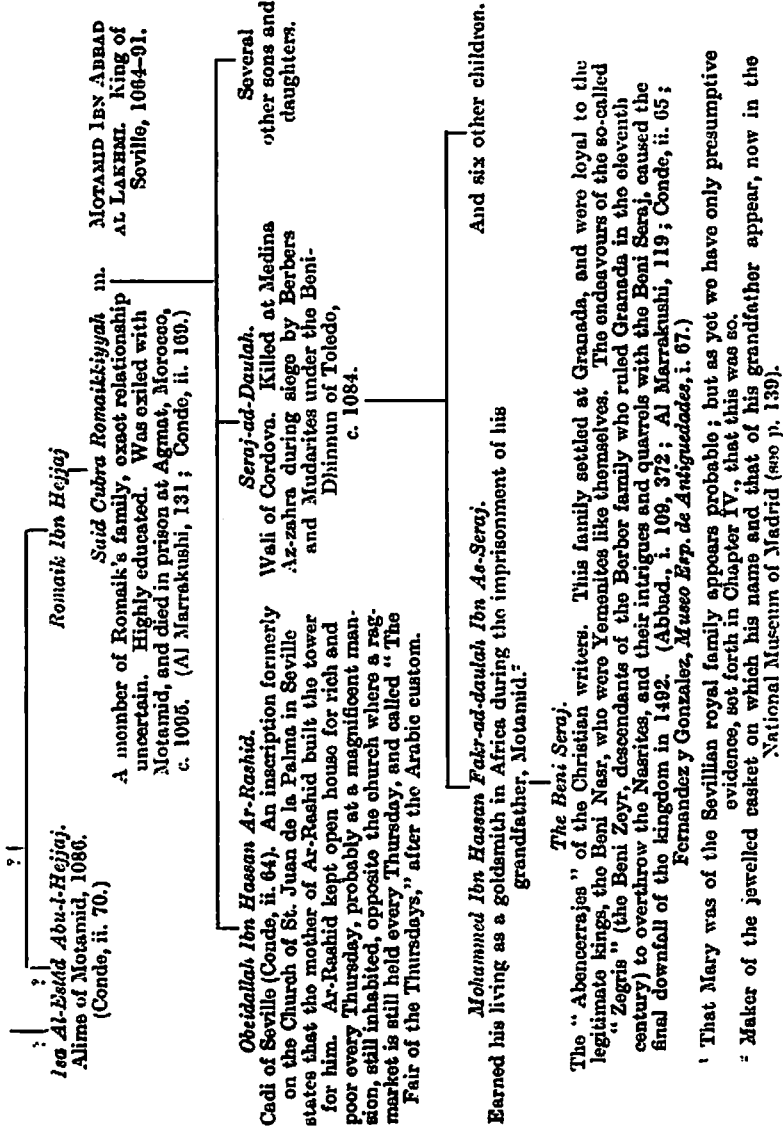 ?
?
?
Isa Al-Eshid Abu-l-Hejjaj.
Alime of Motamid, 1086.
(Conde, ii. 70.)
Romaik Ibn Hejjaj
Said Cubra Romaikkiyyah m.
A member of Romaik's family, exact relationship
uncertain. Highly educated. Was exiled with
Motamid, and died in prison at Agmat, Morocco,
c. 1095. (Al Marrakushi, 131; Conde, ii. 169.)
MOTAMID IBN ABBAD
AL LAKHMI. King of
Seville, 1064-91.
Obeidallah Ibn Hassan Ar-Rashid.
Cadi of Seville (Conde, ii. 64). An inscription formerly
on the Church of St. Juan de la Palma in Seville
states that the mother of Ar-Rashid built the tower
for him. Ar-Rashid kept open house for rich and
poor every Thursday, probably at a magnificent man-
sion, still inhabited, opposite the church where a rag-
market is still held every Thursday, and called "The
Fair of the Thursdays," after the Arabic custom.
Seraj-ad-Daulah.
Wali of Cordova. Killed at Medina
Az-zahra during siege by Berbers
and Mudarites under the Beni-
Dhinnun of Toledo,
c. 1084.
Several
other sons and
daughters.
Mohammed Ibn Hassan Fakr-ad-daulah Ibn As-Seraj.
Earned his living as a goldsmith in Africa during the imprisonment of his
grandfather, Motamid.²
And six other children.
The Beni Seraj.
The "Abencerrajes" of the Christian writers. This family settled at Granada, and were loyal to the
legitimate kings, the Beni Nasr, who were Yemenites like themselves. The endeavours of the so-called
"Zegris" (the Beni Zeyr, descendants of the Berber family who ruled Granada in the eleventh
century) to overthrow the Nasrites, and their intrigues and quarrels with the Beni Seraj, caused the
final downfall of the kingdom in 1492. (Abbad., i. 109, 372; Al Marrakushi, 119; Conde, ii. 65;
Fernandez y Gonzalez, Museo Esp. de Antiguedades, i. 67.)
¹ That Mary was of the Sevillian royal family appears probable; but as yet we have only presumptive
evidence, set forth in Chapter IV., that this was so.
² Maker of the jewelled casket on which his name and that of his grandfather appear, now in the
National Museum of Madrid (see p. 139).